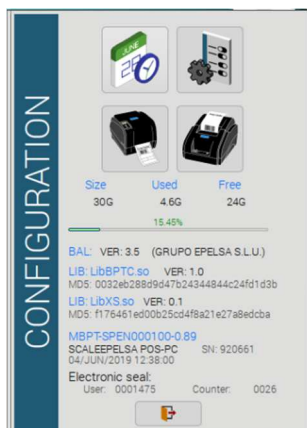 CONFIGURATION
JUNE
Size Used Free
30G 4.6G 24G
15.45%
BAL: VER: 3.5 (GRUPO EPELSA S.L.U.)
LIB: LibBPTC.so VER: 1.0
MD5: 0032eb288d9d47b24344844c24fd1d3b
LIB: LibXS.so VER: 0.1
MD5: f176461ed00b25cd4f8a21e27a8edcba
MBPT-SPEN000100-0.89
SCALEEPELSA POS-PC SN: 920661
04/JUN/2019 12:38:00
Electronic seal:
User: 0001475 Counter: 0026